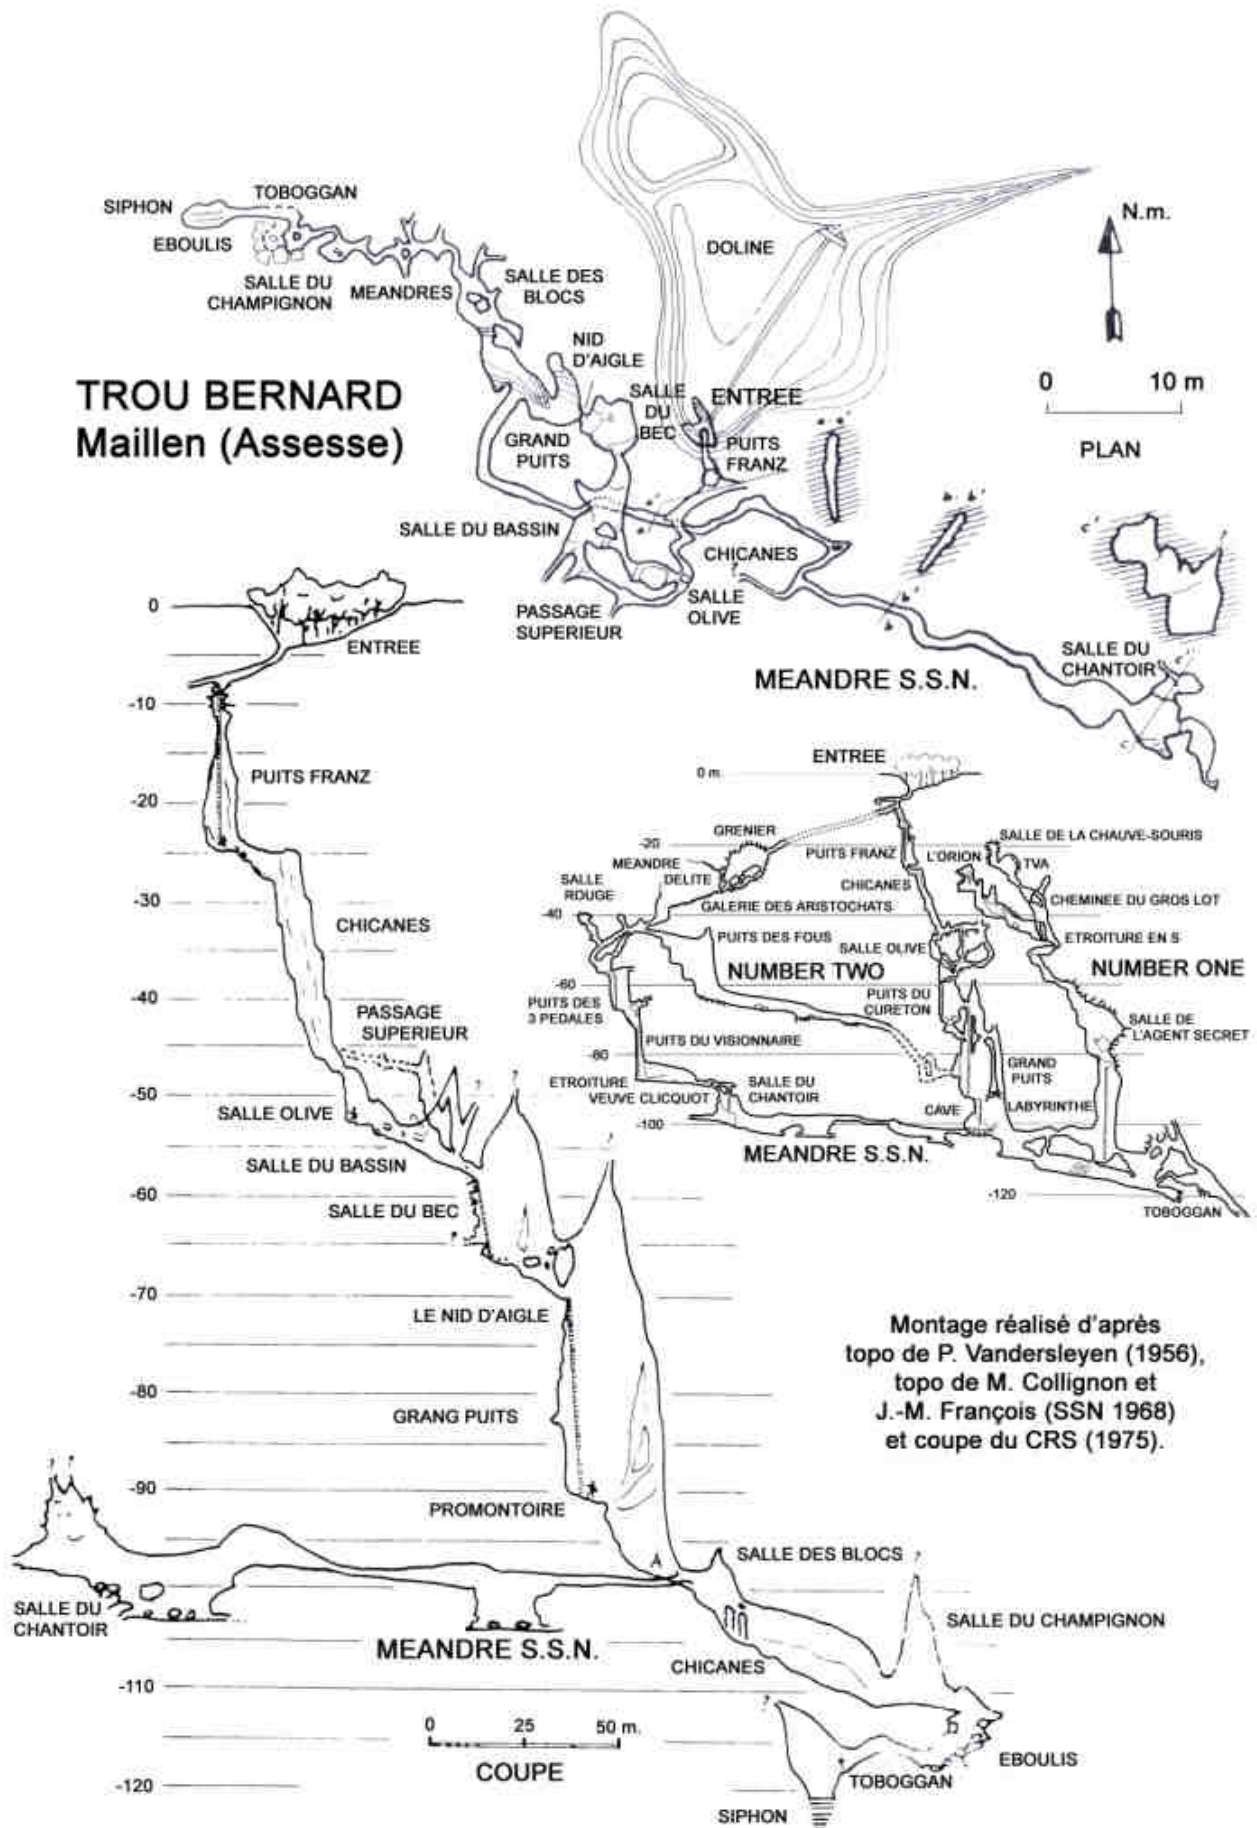 TOBOGGAN
SIPHON
EBOULIS
SALLE DU
CHAMPIGNON
MEANDRES
SALLE DES
BLOCS
DOLINE
N.m.
NID
D'AIGLE
TROU BERNARD
Maillen (Assesse)
SALLE
DU
BEC
ENTREE
0 10 m
PLAN
GRAND
PUITS
PUITS
FRANZ
SALLE DU BASSIN
CHICANES
PASSAGE
SUPERIEUR
SALLE
OLIVE
SALLE DU
CHANTOIR
MEANDRE S.S.N.
0
ENTREE
-10
PUITS FRANZ
-20
-30
CHICANES
-40
PASSAGE
SUPERIEUR
-50
SALLE OLIVE
SALLE DU BASSIN
-60
SALLE DU BEC
-70
LE NID D'AIGLE
-80
GRANG PUITS
-90
PROMONTOIRE
A
SALLE DES BLOCS
SALLE DU
CHANTOIR
SALLE DU CHAMPIGNON
MEANDRE S.S.N.
CHICANES
-110
0 25 50 m.
COUPE
EBOULIS
TOBOGGAN
-120
SIPHON
ENTREE
0 m.
GRENIER
-20
SALLE DE LA CHAUVE-SOURIS
PUITS FRANZ
L'ORION
TVA
MEANDRE
DELITE
SALLE
ROUGE
CHICANES
CHEMINEE DU GROS LOT
GALERIE DES ARISTOCHATS
-40
PUITS DES FOUS
SALLE OLIVE
ETROITURE EN S
NUMBER TWO
NUMBER ONE
-60
PUITS DES
3 PEDALES
PUITS DU
CURETON
SALLE DE
L'AGENT SECRET
PUITS DU VISIONNAIRE
-80
GRAND
PUITS
ETROITURE
VEUVE CLICQUOT
SALLE DU
CHANTOIR
CAVE
LABYRINTHE
-100
MEANDRE S.S.N.
-120
TOBOGGAN
Montage réalisé d'après
topo de P. Vandersleyen (1956),
topo de M. Collignon et
J.-M. François (SSN 1968)
et coupe du CRS (1975).